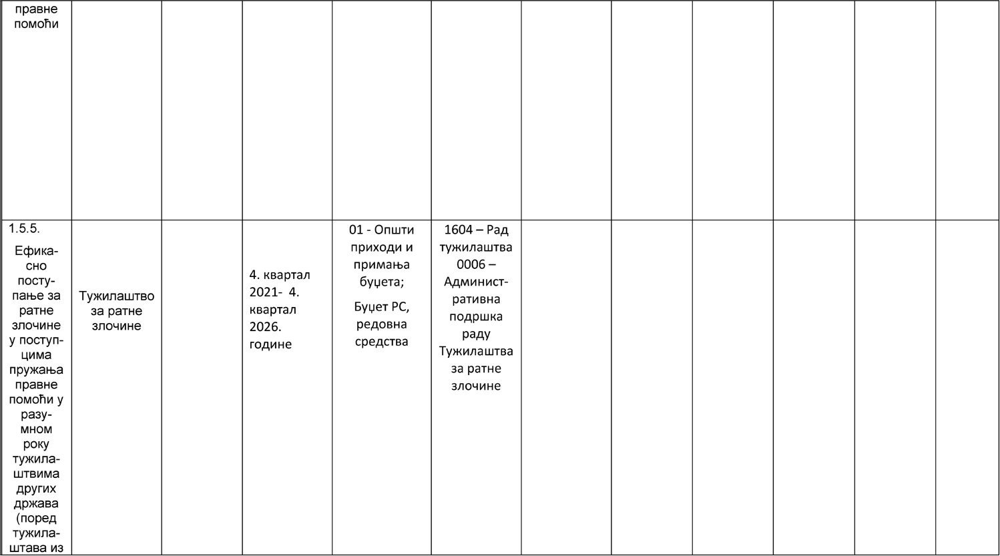 правне
помоћи
1.5.5.
Ефика-
сно
посту-
пање за
ратне
злочине
у поступ-
цима
пружања
правне
помоћи у
разу-
мном
року
тужила-
штвима
других
држава
(поред
тужила-
штава из
Тужилаштво
за ратне
злочине
4. квартал
2021- 4.
квартал
2026.
године
01 - Општи
приходи и
примања
буџета;
Буџет РС,
редовна
средства
1604 – Рад
тужилаштва
0006 –
Админист-
ративна
подршка
раду
Тужилаштва
за ратне
злочине